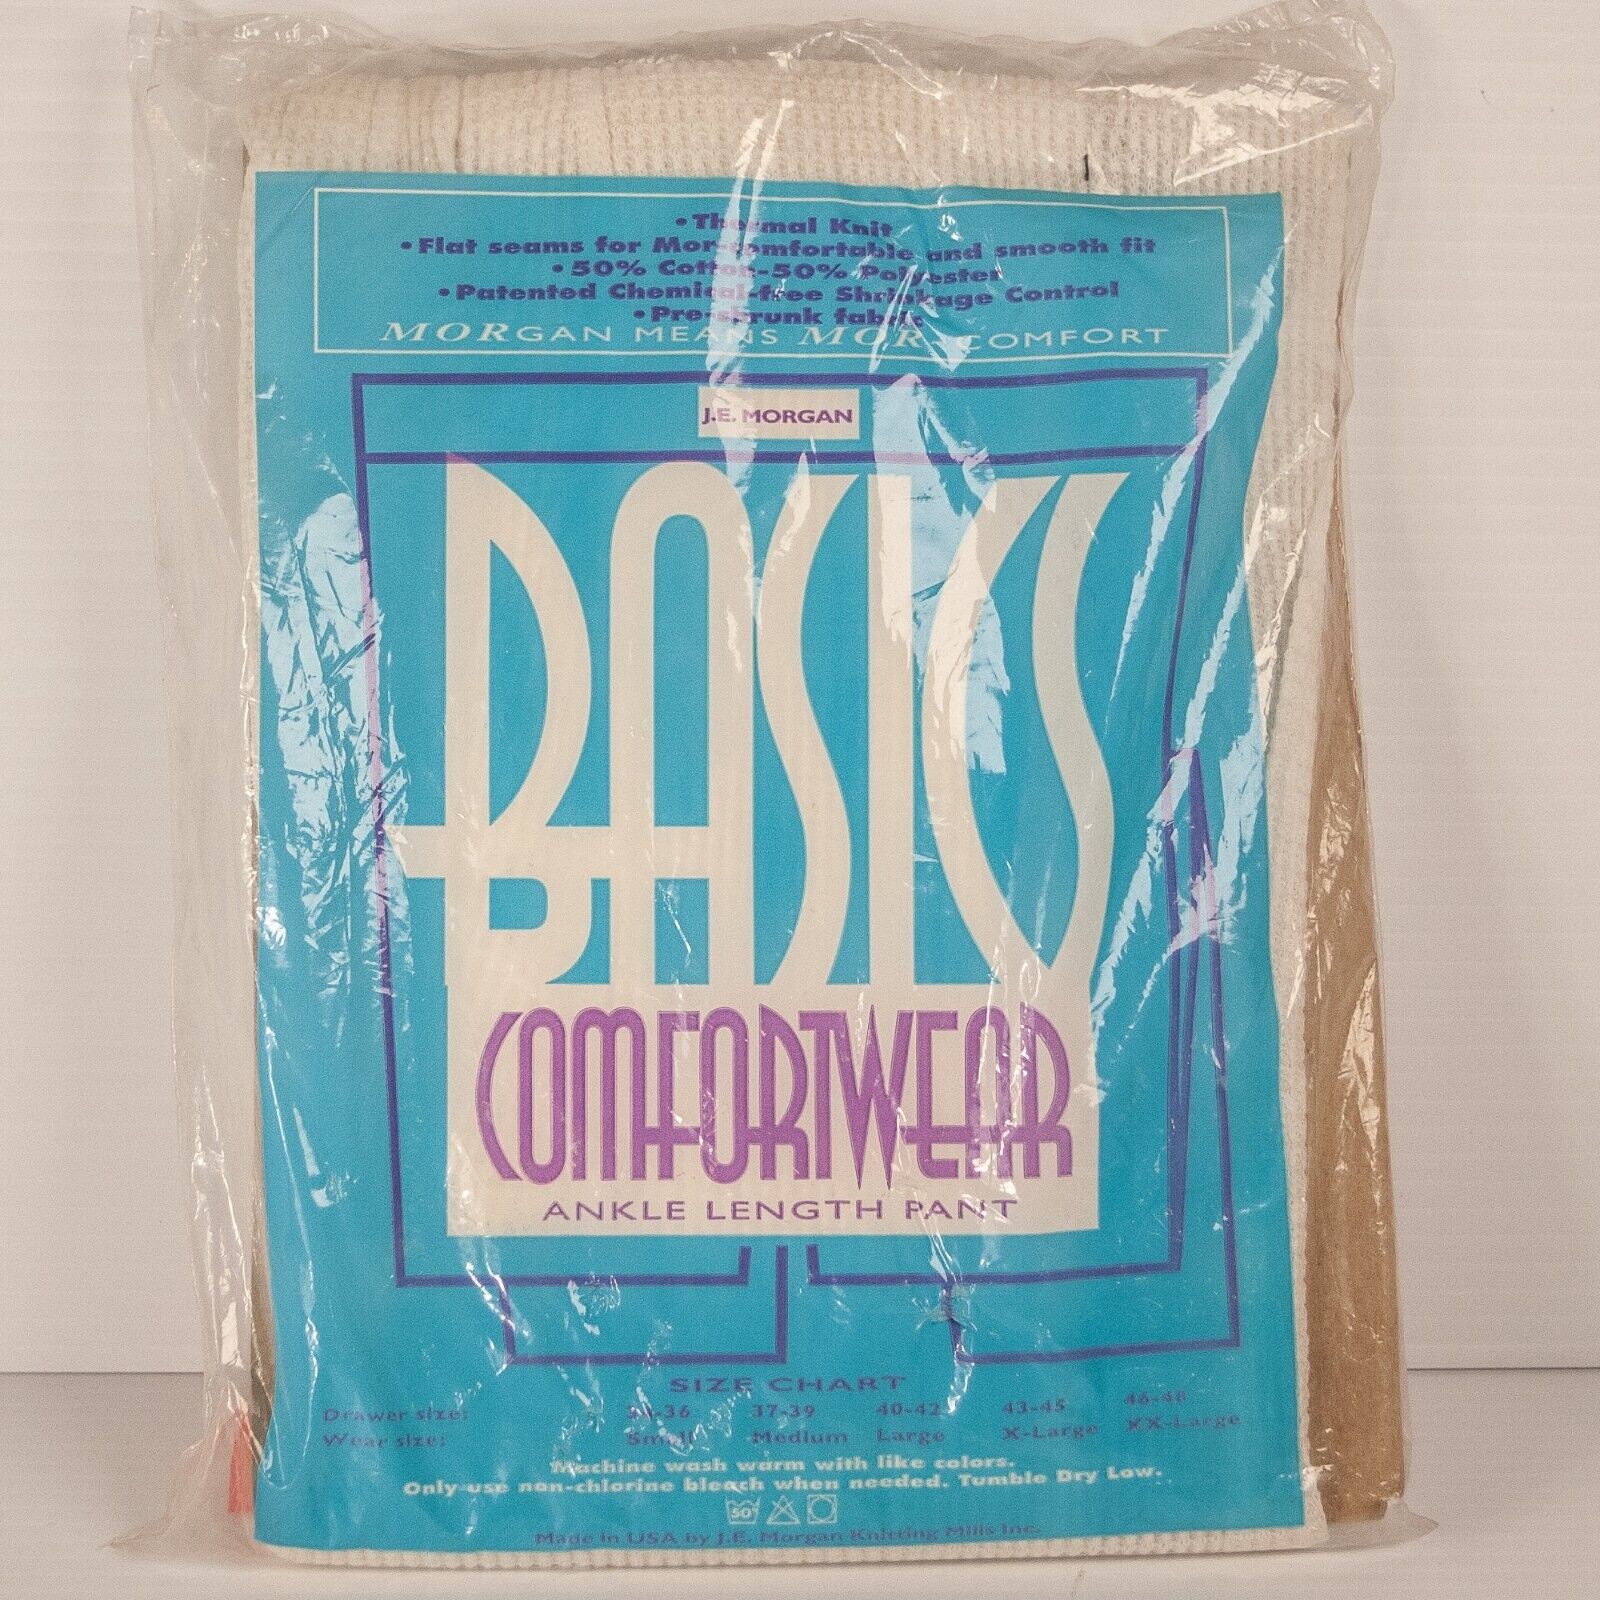 • Thermal Knit
• Flat seams for Mor-comfortable and smooth fit
• 50% Cotton-50% Polyester
• Patented Chemical-free Shrinkage Control
• Pre-shrunk fabric
MORGAN MEANS MOR-COMFORT
J.E. MORGAN
BASICS
COMFORTWEAR
ANKLE LENGTH PANT
SIZE CHART
Drawer size: 34-36 37-39 40-42 43-45 46-48
Wear size: Small Medium Large X-Large XX-Large
Machine wash warm with like colors.
Only use non-chlorine bleach when needed. Tumble Dry Low.
50°
Made in USA by J.E. Morgan Knitting Mills Inc.